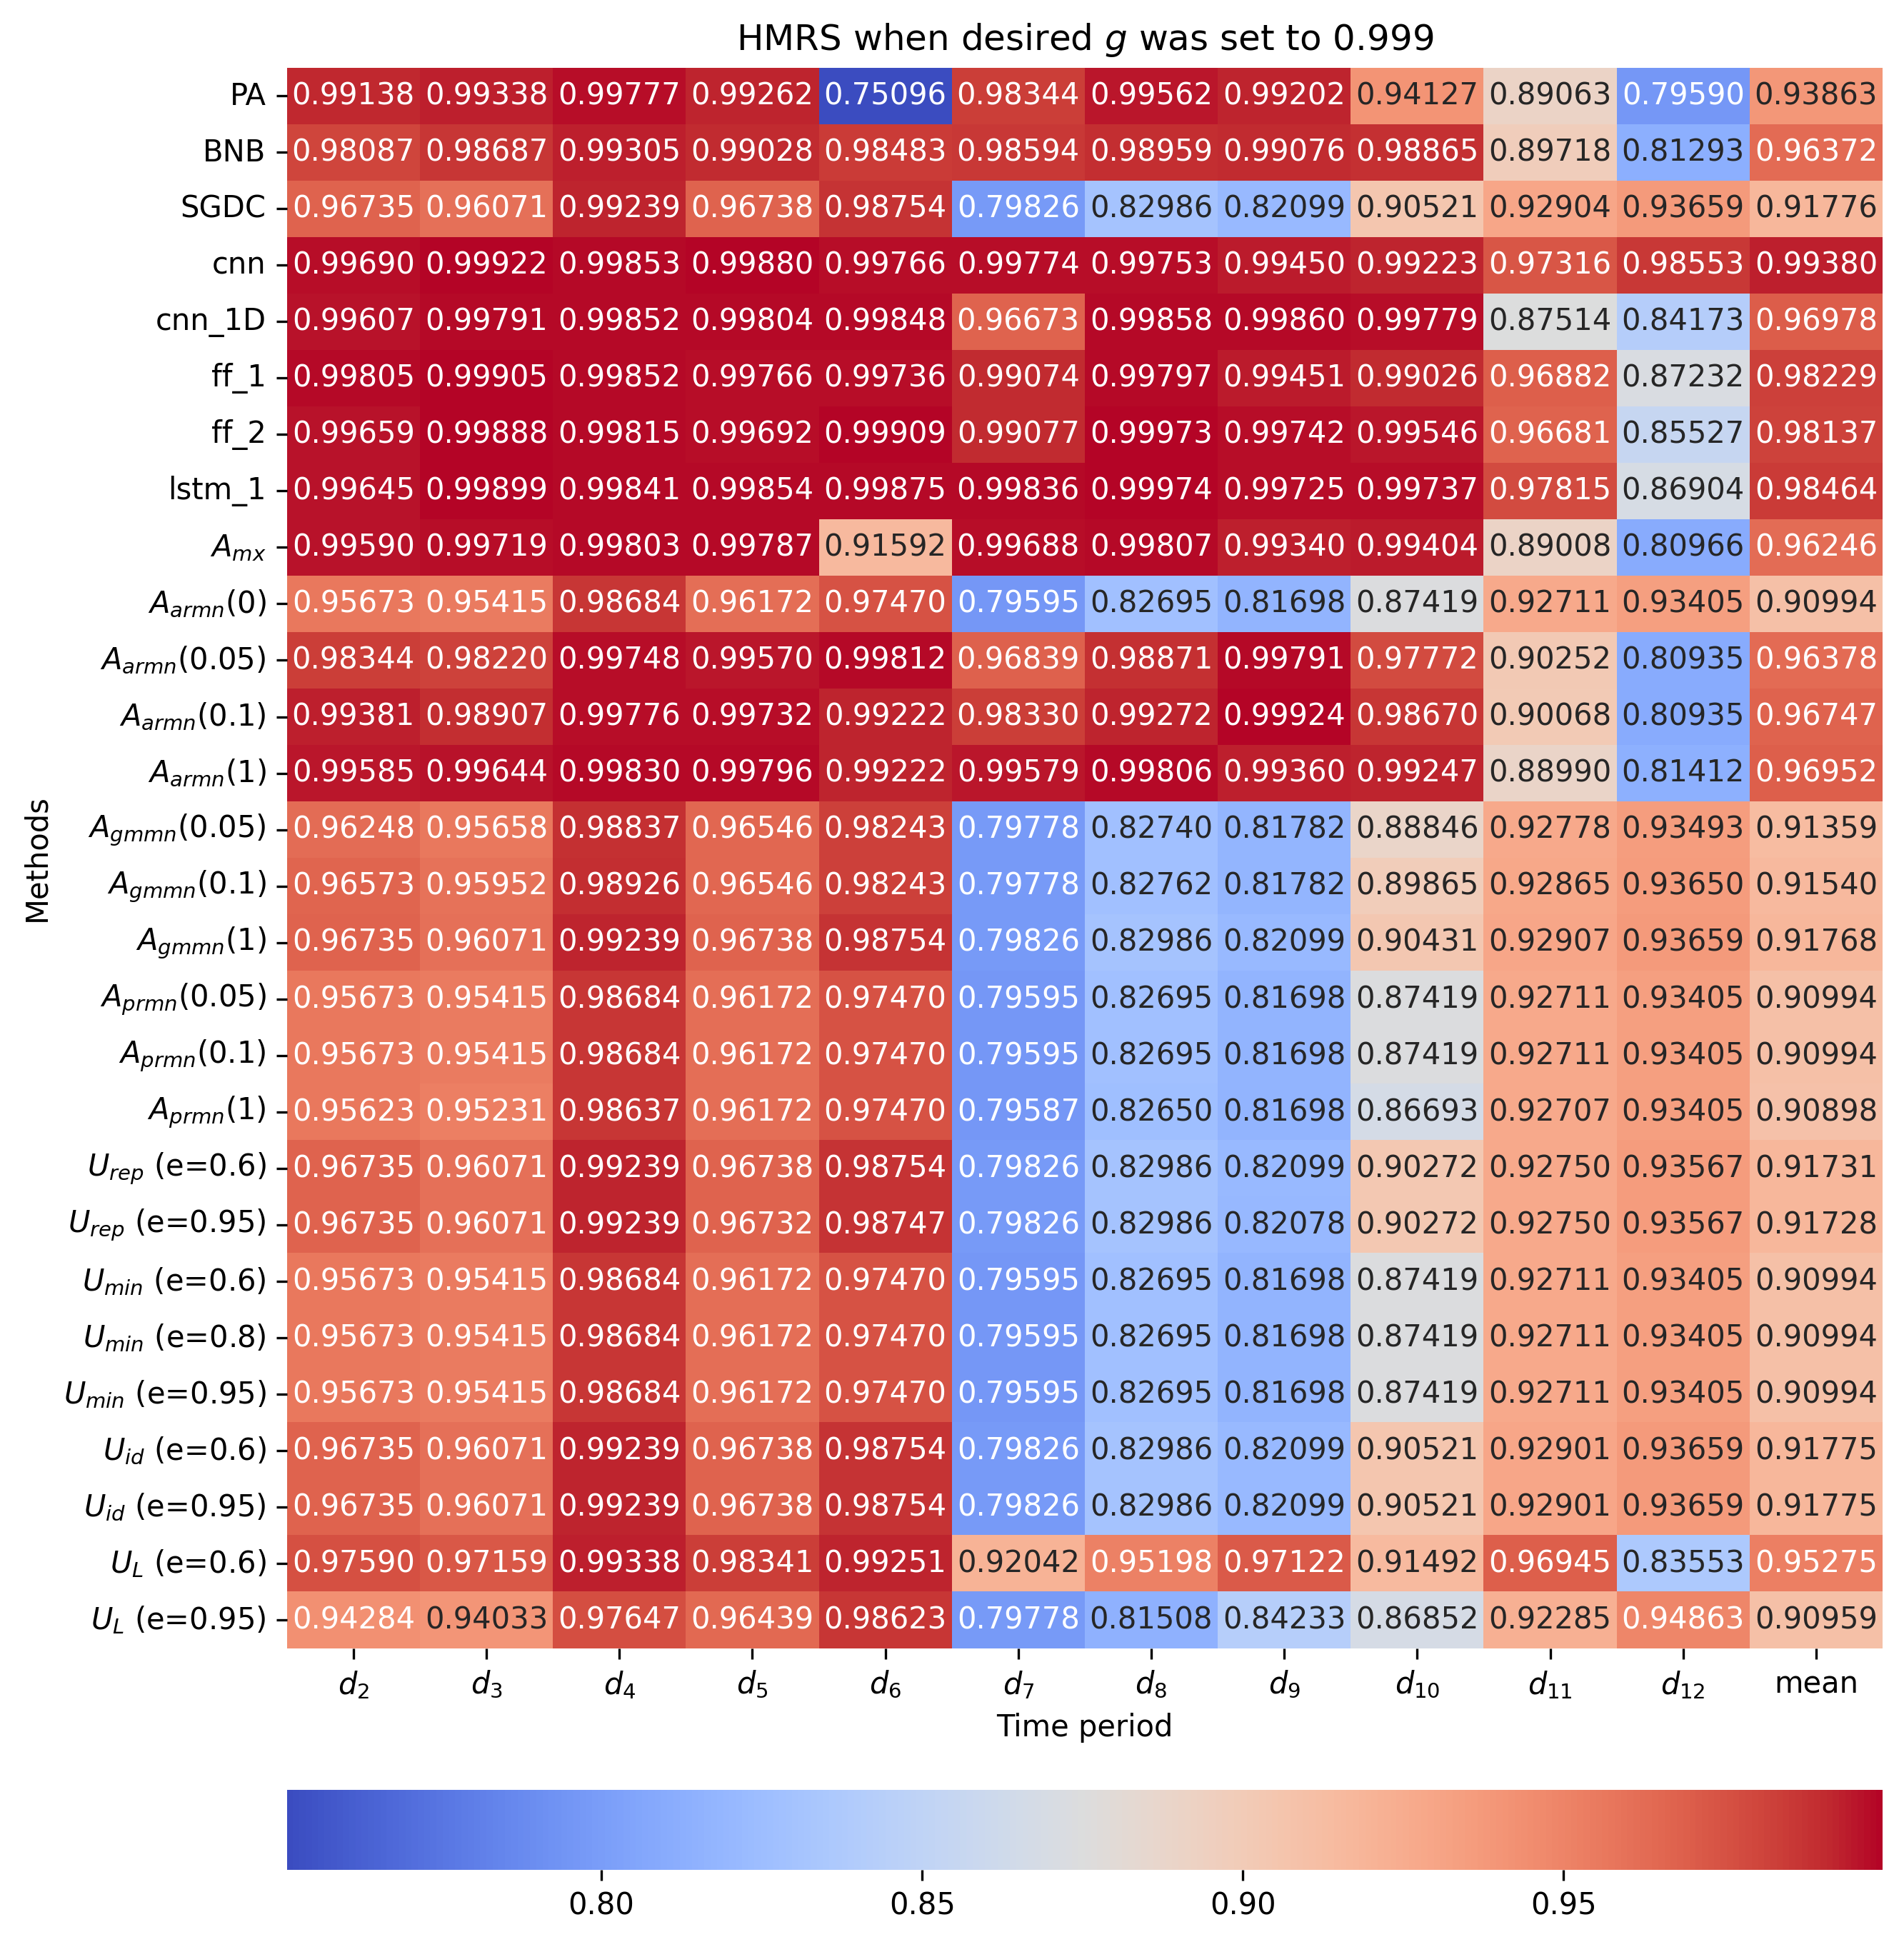 HMRS when desired g was set to 0.999
Methods
PA 0.99138 0.99338 0.99777 0.99262 0.75096 0.98344 0.99562 0.99202 0.94127 0.89063 0.79590 0.93863
BNB 0.98087 0.98687 0.99305 0.99028 0.98483 0.98594 0.98959 0.99076 0.98865 0.89718 0.81293 0.96372
SGDC 0.96735 0.96071 0.99239 0.96738 0.98754 0.79826 0.82986 0.82099 0.90521 0.92904 0.93659 0.91776
cnn 0.99690 0.99922 0.99853 0.99880 0.99766 0.99774 0.99753 0.99450 0.99223 0.97316 0.98553 0.99380
cnn_1D 0.99607 0.99791 0.99852 0.99804 0.99848 0.96673 0.99858 0.99860 0.99779 0.87514 0.84173 0.96978
ff_1 0.99805 0.99905 0.99852 0.99766 0.99736 0.99074 0.99797 0.99451 0.99026 0.96882 0.87232 0.98229
ff_2 0.99659 0.99888 0.99815 0.99692 0.99909 0.99077 0.99973 0.99742 0.99546 0.96681 0.85527 0.98137
lstm_1 0.99645 0.99899 0.99841 0.99854 0.99875 0.99836 0.99974 0.99725 0.99737 0.97815 0.86904 0.98464
A_mx 0.99590 0.99719 0.99803 0.99787 0.91592 0.99688 0.99807 0.99340 0.99404 0.89008 0.80966 0.96246
A_armn(0) 0.95673 0.95415 0.98684 0.96172 0.97470 0.79595 0.82695 0.81698 0.87419 0.92711 0.93405 0.90994
A_armn(0.05) 0.98344 0.98220 0.99748 0.99570 0.99812 0.96839 0.98871 0.99791 0.97772 0.90252 0.80935 0.96378
A_armn(0.1) 0.99381 0.98907 0.99776 0.99732 0.99222 0.98330 0.99272 0.99924 0.98670 0.90068 0.80935 0.96747
A_armn(1) 0.99585 0.99644 0.99830 0.99796 0.99222 0.99579 0.99806 0.99360 0.99247 0.88990 0.81412 0.96952
A_gmmn(0.05) 0.96248 0.95658 0.98837 0.96546 0.98243 0.79778 0.82740 0.81782 0.88846 0.92778 0.93493 0.91359
A_gmmn(0.1) 0.96573 0.95952 0.98926 0.96546 0.98243 0.79778 0.82762 0.81782 0.89865 0.92865 0.93650 0.91540
A_gmmn(1) 0.96735 0.96071 0.99239 0.96738 0.98754 0.79826 0.82986 0.82099 0.90431 0.92907 0.93659 0.91768
A_prmn(0.05) 0.95673 0.95415 0.98684 0.96172 0.97470 0.79595 0.82695 0.81698 0.87419 0.92711 0.93405 0.90994
A_prmn(0.1) 0.95673 0.95415 0.98684 0.96172 0.97470 0.79595 0.82695 0.81698 0.87419 0.92711 0.93405 0.90994
A_prmn(1) 0.95623 0.95231 0.98637 0.96172 0.97470 0.79587 0.82650 0.81698 0.86693 0.92707 0.93405 0.90898
U_rep (e=0.6) 0.96735 0.96071 0.99239 0.96738 0.98754 0.79826 0.82986 0.82099 0.90272 0.92750 0.93567 0.91731
U_rep (e=0.95) 0.96735 0.96071 0.99239 0.96732 0.98747 0.79826 0.82986 0.82078 0.90272 0.92750 0.93567 0.91728
U_min (e=0.6) 0.95673 0.95415 0.98684 0.96172 0.97470 0.79595 0.82695 0.81698 0.87419 0.92711 0.93405 0.90994
U_min (e=0.8) 0.95673 0.95415 0.98684 0.96172 0.97470 0.79595 0.82695 0.81698 0.87419 0.92711 0.93405 0.90994
U_min (e=0.95) 0.95673 0.95415 0.98684 0.96172 0.97470 0.79595 0.82695 0.81698 0.87419 0.92711 0.93405 0.90994
U_id (e=0.6) 0.96735 0.96071 0.99239 0.96738 0.98754 0.79826 0.82986 0.82099 0.90521 0.92901 0.93659 0.91775
U_id (e=0.95) 0.96735 0.96071 0.99239 0.96738 0.98754 0.79826 0.82986 0.82099 0.90521 0.92901 0.93659 0.91775
U_L (e=0.6) 0.97590 0.97159 0.99338 0.98341 0.99251 0.92042 0.95198 0.97122 0.91492 0.96945 0.83553 0.95275
U_L (e=0.95) 0.94284 0.94033 0.97647 0.96439 0.98623 0.79778 0.81508 0.84233 0.86852 0.92285 0.94863 0.90959
d_2 d_3 d_4 d_5 d_6 d_7 d_8 d_9 d_10 d_11 d_12 mean
Time period
0.80 0.85 0.90 0.95